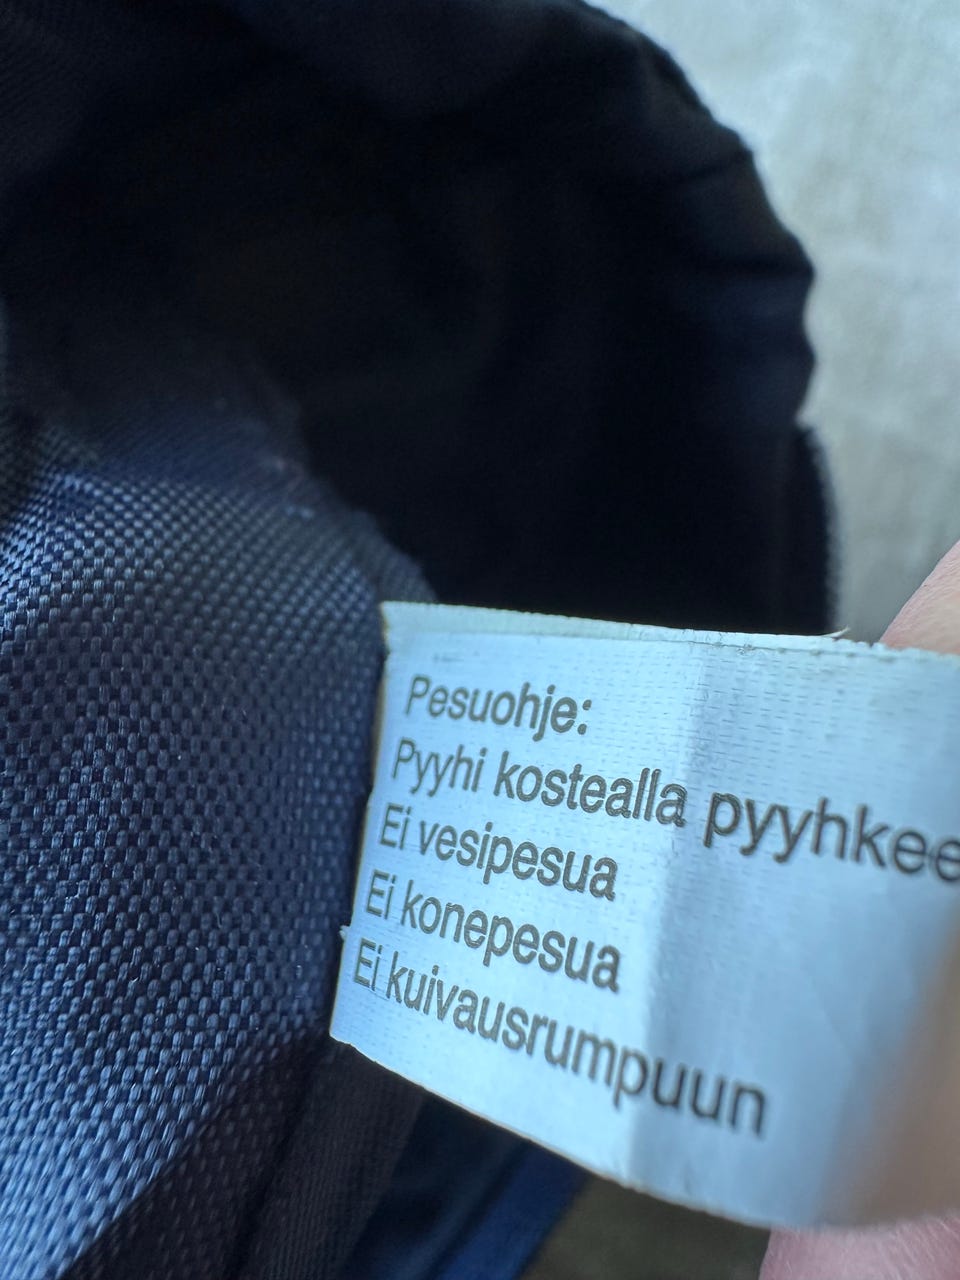 Pesuohje:
Pyyhi kostealla pyyhkee
Ei vesipesua
Ei konepesua
Ei kuivausrumpuun